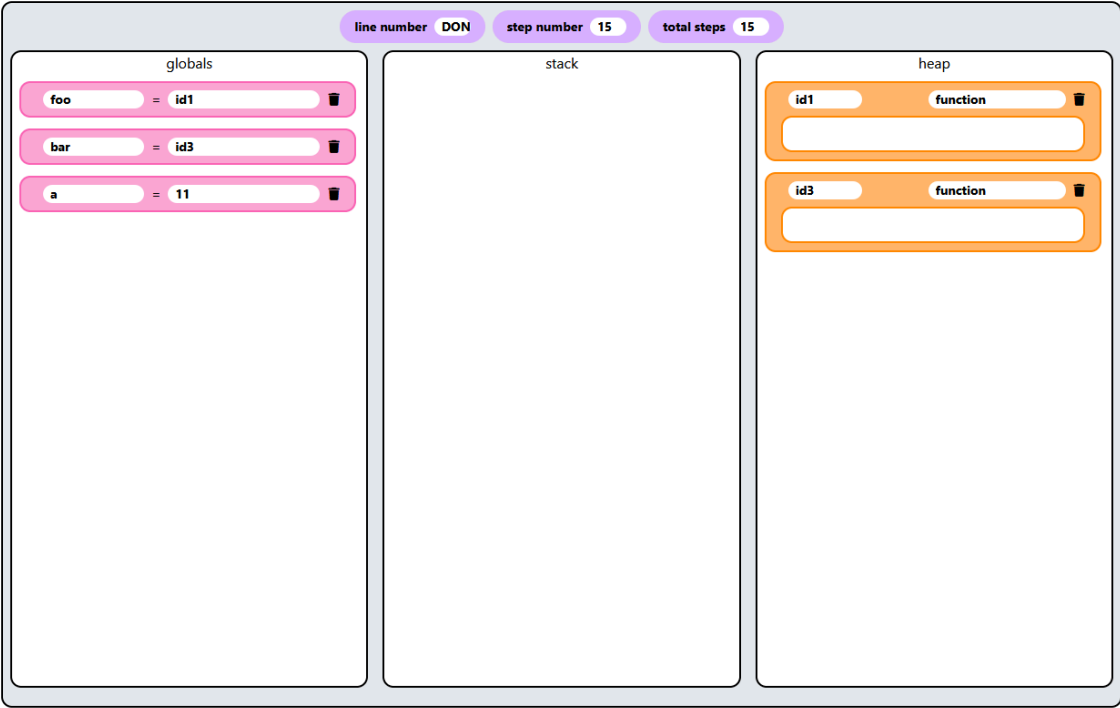 line number DON step number 15 total steps 15
globals
foo = id1
bar = id3
a = 11
stack
heap
id1 function
id3 function